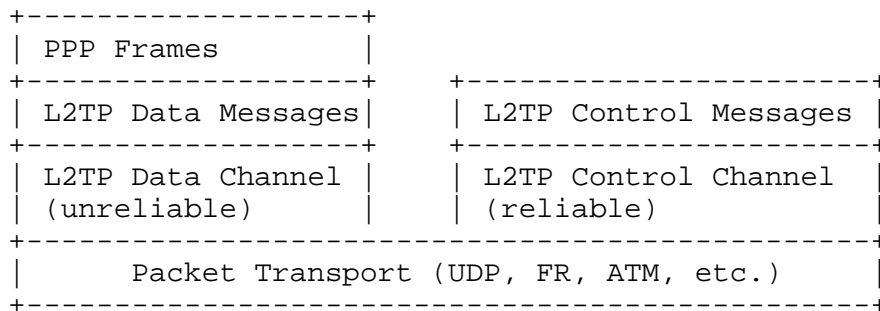 PPP Frames
L2TP Data Messages L2TP Control Messages
L2TP Data Channel L2TP Control Channel
(unreliable) (reliable)
Packet Transport (UDP, FR, ATM, etc.)